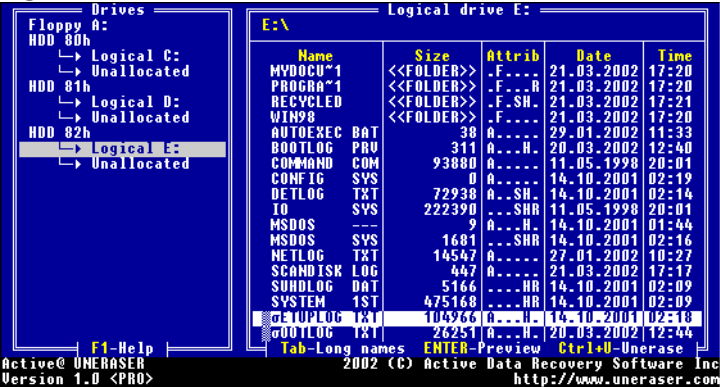 Drives
Floppy A:
HDD 80h
Logical C:
Unallocated
HDD 81h
Logical D:
Unallocated
HDD 82h
Logical E:
Unallocated
F1-Help
Logical drive E:
E:\
Name Size Attrib Date Time
MYDOCU~1 <<FOLDER>> .F.... 21.03.2002 17:20
PROGRA~1 <<FOLDER>> .F...R 21.03.2002 17:20
RECYCLED <<FOLDER>> .F.SH. 21.03.2002 17:21
WIN98 <<FOLDER>> .F.... 21.03.2002 17:20
AUTOEXEC BAT 38 A..... 29.01.2002 11:33
BOOTLOG PRV 311 A...H. 20.03.2002 12:40
COMMAND COM 93880 A..... 11.05.1998 20:01
CONFIG SYS 0 A..... 14.10.2001 02:19
DETLOG TXT 72938 A..SH. 14.10.2001 02:14
IO SYS 222390 ...SHR 11.05.1998 20:01
MSDOS --- 9 A...H. 14.10.2001 01:44
MSDOS SYS 1681 ...SHR 14.10.2001 02:16
NETLOG TXT 14547 A..... 27.01.2002 10:27
SCANDISK LOG 447 A..... 21.03.2002 17:17
SUHDLOG DAT 5166 ....HR 14.10.2001 02:09
SYSTEM 1ST 475168 ....HR 14.10.2001 02:09
σETUPLOG TXT 104966 A...H. 14.10.2001 02:18
σOOTLOG TXT 26251 A...H. 20.03.2002 12:44
Tab-Long names ENTER-Preview Ctrl+U-Unerase
Active@ UNERASER 2002 (C) Active Data Recovery Software Inc
Version 1.0 <PRO> http://www.uneraser.com